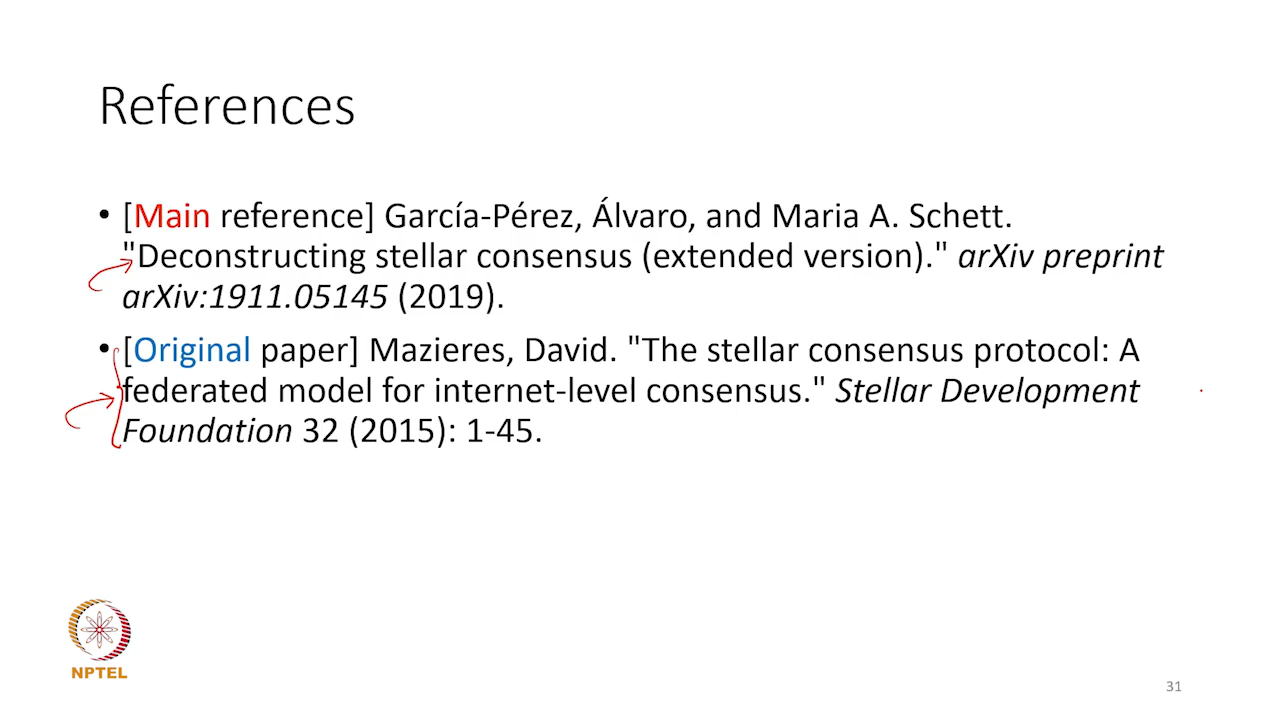 References
• [Main reference] García-Pérez, Álvaro, and Maria A. Schett.
"Deconstructing stellar consensus (extended version)." arXiv preprint
arXiv:1911.05145 (2019).
• [Original paper] Mazieres, David. "The stellar consensus protocol: A
federated model for internet-level consensus." Stellar Development
Foundation 32 (2015): 1-45.
NPTEL
31